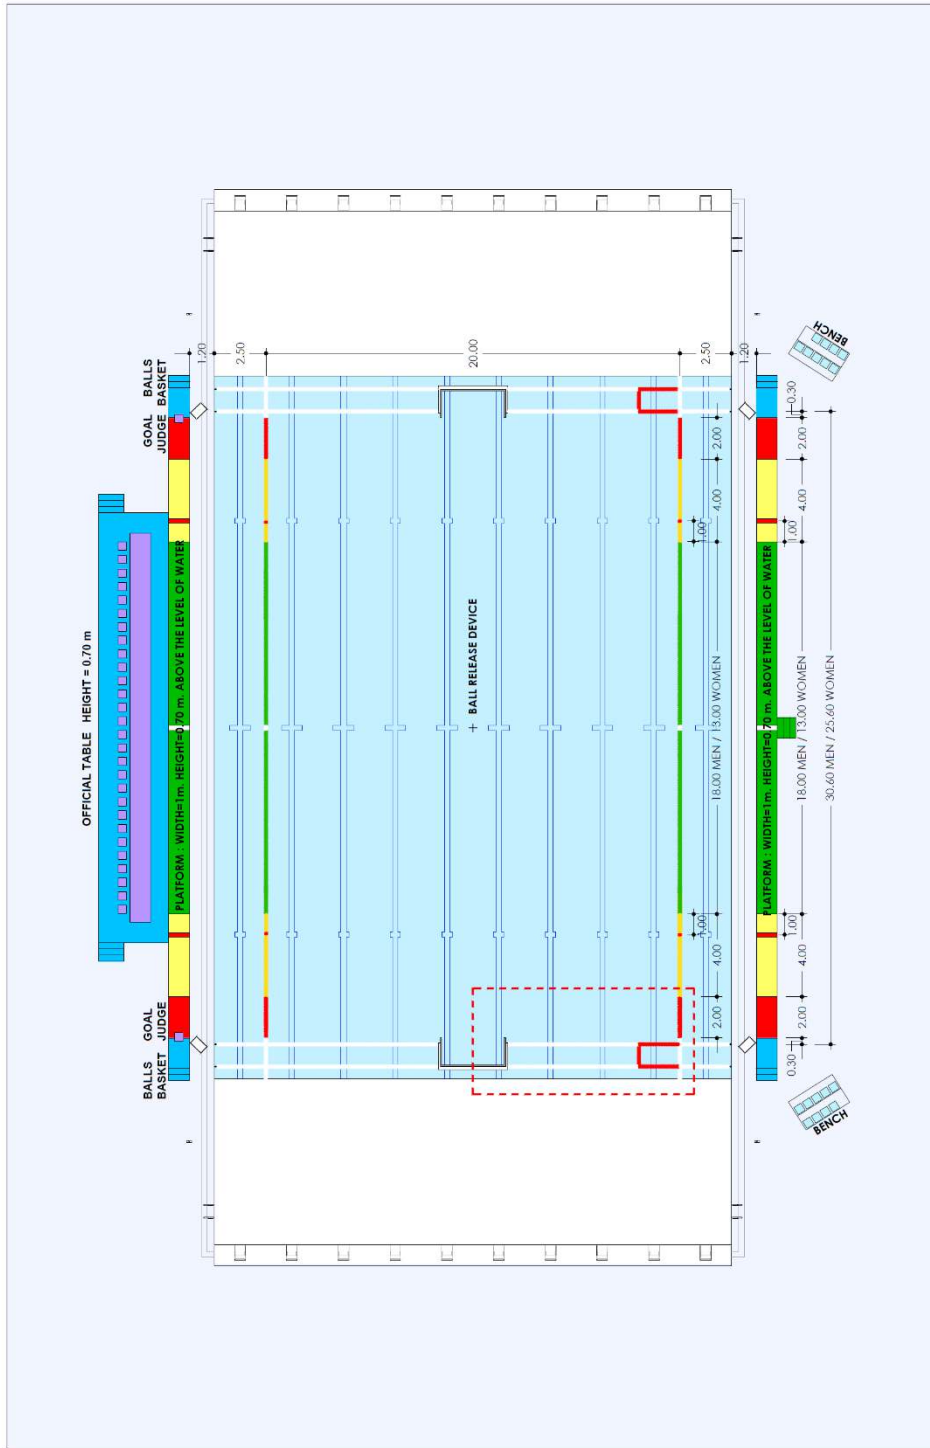 OFFICIAL TABLE HEIGHT = 0.70 m
BALLS
BASKET
GOAL
JUDGE
GOAL
JUDGE
BALLS
BASKET
PLATFORM : WIDTH=1m. HEIGHT=0.70 m. ABOVE THE LEVEL OF WATER
1.20
2.50
20.00
2.50
1.20
+ BALL RELEASE DEVICE
2.00
4.00
1.00
18.00 MEN / 13.00 WOMEN
1.00
4.00
2.00
PLATFORM : WIDTH=1m. HEIGHT=0.70 m. ABOVE THE LEVEL OF WATER
1.00
1.00
0.30
2.00
4.00
18.00 MEN / 13.00 WOMEN
4.00
2.00
0.30
30.60 MEN / 25.60 WOMEN
BENCH
BENCH